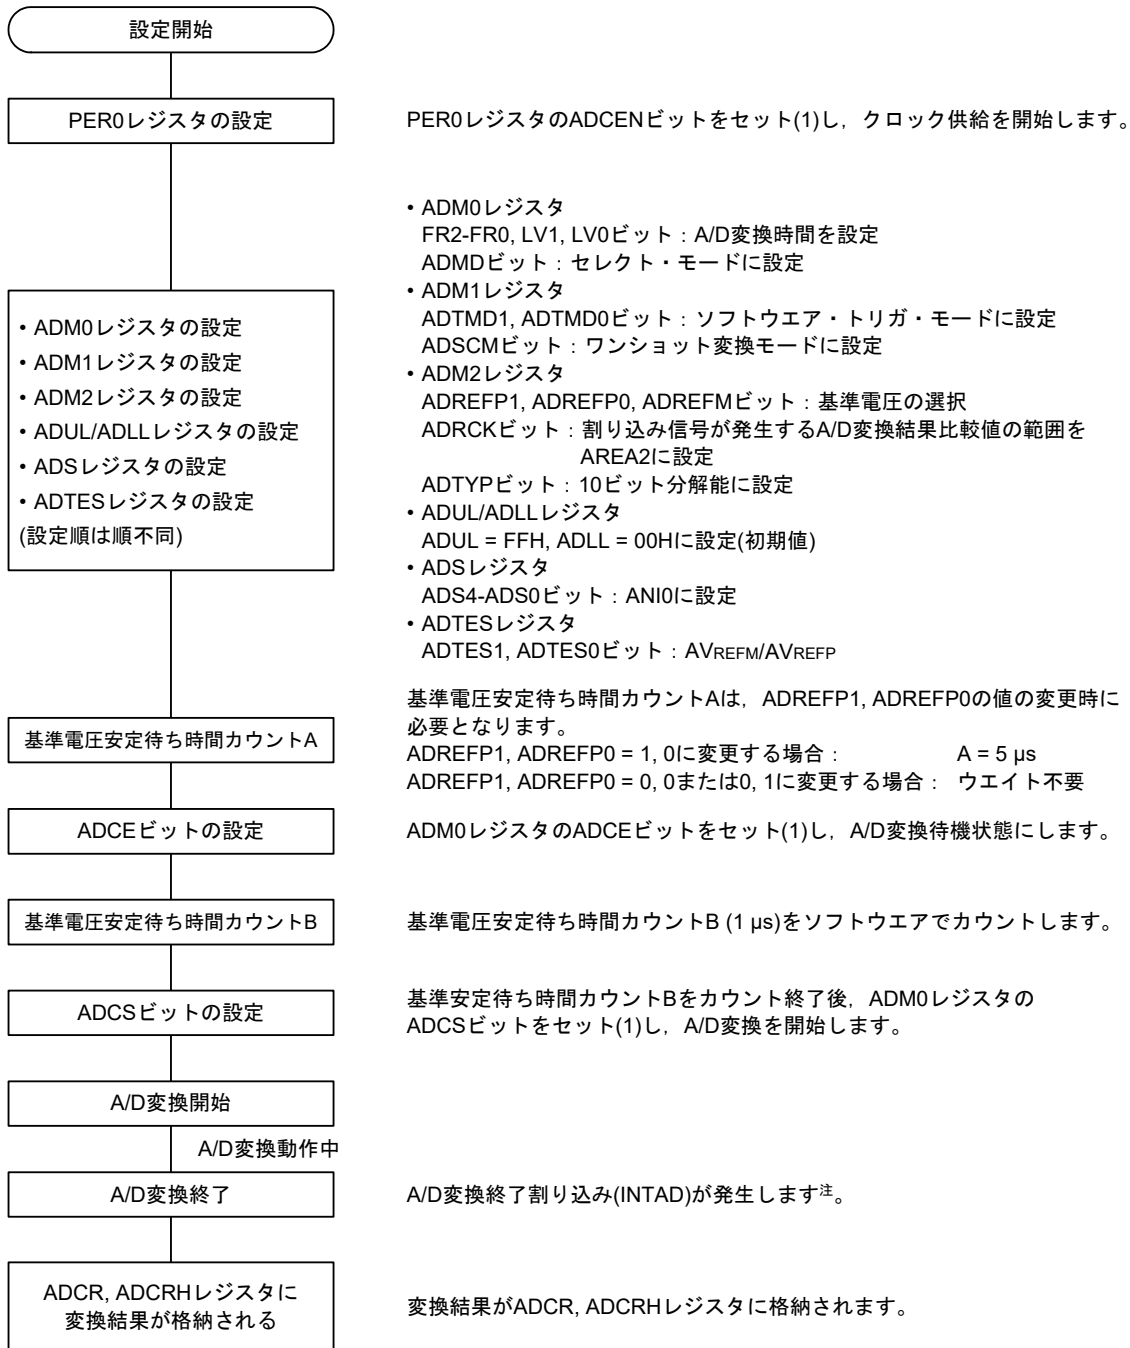 設定開始
PER0レジスタの設定
PER0レジスタのADCENビットをセット(1)し，クロック供給を開始します。
• ADM0レジスタの設定
• ADM1レジスタの設定
• ADM2レジスタの設定
• ADUL/ADLLレジスタの設定
• ADSレジスタの設定
• ADTESレジスタの設定
(設定順は順不同)
• ADM0レジスタ
FR2-FR0, LV1, LV0ビット：A/D変換時間を設定
ADMDビット：セレクト・モードに設定
• ADM1レジスタ
ADTMD1, ADTMD0ビット：ソフトウエア・トリガ・モードに設定
ADSCMビット：ワンショット変換モードに設定
• ADM2レジスタ
ADREFP1, ADREFP0, ADREFMビット：基準電圧の選択
ADRCKビット：割り込み信号が発生するA/D変換結果比較値の範囲を
AREA2に設定
ADTYPビット：10ビット分解能に設定
• ADUL/ADLLレジスタ
ADUL = FFH, ADLL = 00Hに設定(初期値)
• ADSレジスタ
ADS4-ADS0ビット：ANI0に設定
• ADTESレジスタ
ADTES1, ADTES0ビット：AVREFM/AVREFP
基準電圧安定待ち時間カウントA
基準電圧安定待ち時間カウントAは，ADREFP1, ADREFP0の値の変更時に
必要となります。
ADREFP1, ADREFP0 = 1, 0に変更する場合： A = 5 µs
ADREFP1, ADREFP0 = 0, 0または0, 1に変更する場合： ウエイト不要
ADCEビットの設定
ADM0レジスタのADCEビットをセット(1)し，A/D変換待機状態にします。
基準電圧安定待ち時間カウントB
基準電圧安定待ち時間カウントB (1 µs)をソフトウエアでカウントします。
ADCSビットの設定
基準安定待ち時間カウントBをカウント終了後，ADM0レジスタの
ADCSビットをセット(1)し，A/D変換を開始します。
A/D変換開始
A/D変換動作中
A/D変換終了
A/D変換終了割り込み(INTAD)が発生します注。
ADCR, ADCRHレジスタに
変換結果が格納される
変換結果がADCR, ADCRHレジスタに格納されます。